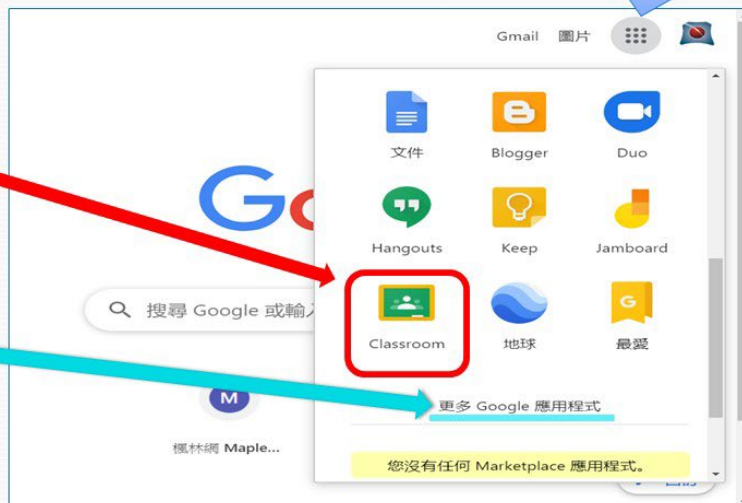 Gmail 圖片
文件 Blogger Duo
Hangouts Keep Jamboard
搜尋 Google 或輸入
Classroom 地球 最愛
G
M
更多 Google 應用程式
楓林網 Maple...
您沒有任何 Marketplace 應用程式。